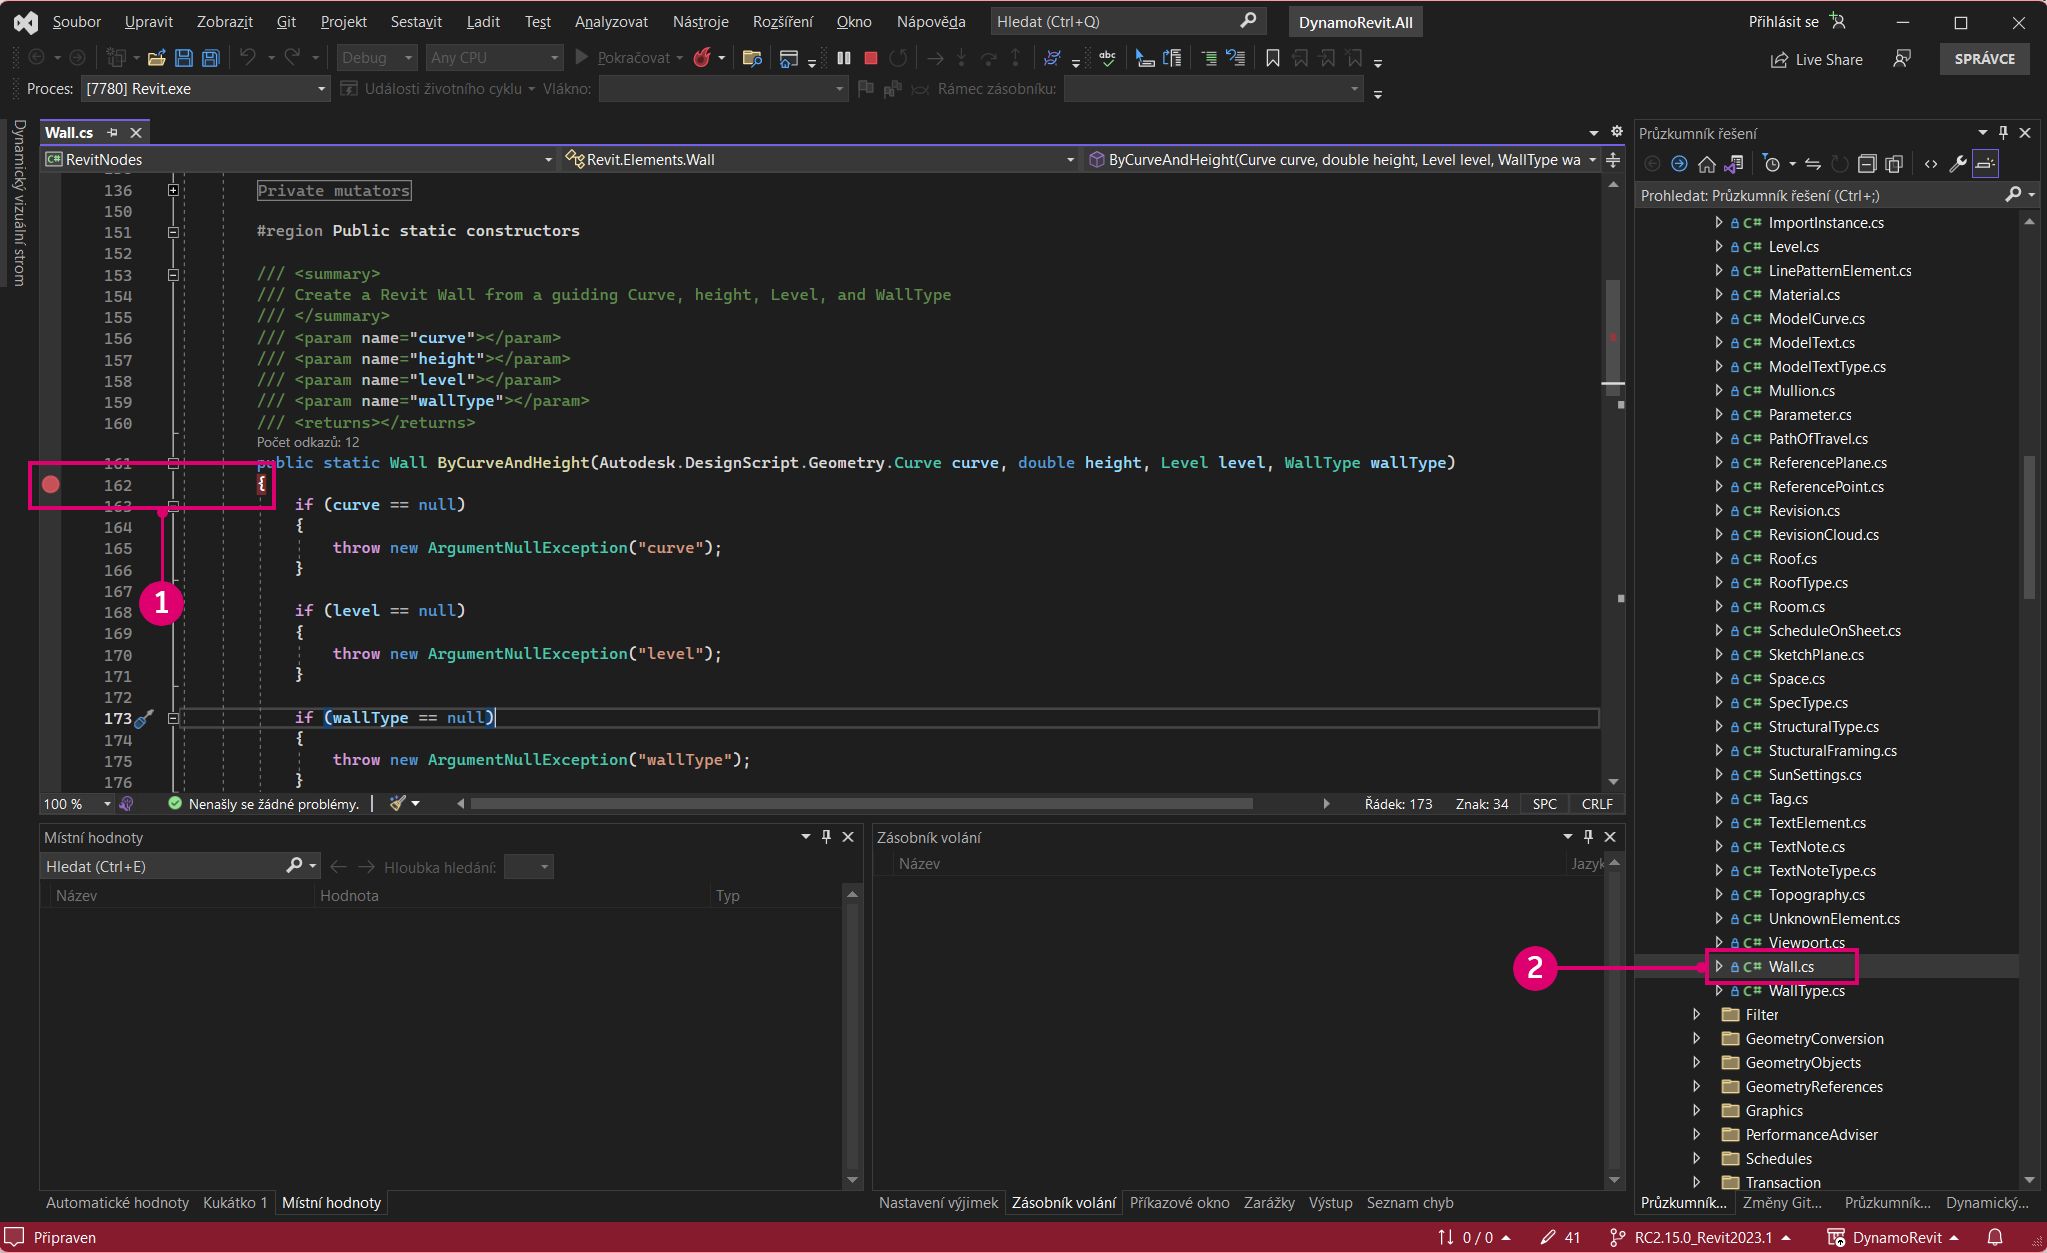 Soubor Upravit Zobrazit Git Projekt Sestavit Ladit Test Analyzovat Nástroje Rozšíření Okno Nápověda Hledat (Ctrl+Q) DynamoRevit.All Přihlásit se
Debug Any CPU Pokračovat Live Share SPRÁVCE
Proces: [7780] Revit.exe Události životního cyklu Vlákno: Rámec zásobníku:
Dynamický vizuální strom
Wall.cs
C# RevitNodes Revit.Elements.Wall ByCurveAndHeight(Curve curve, double height, Level level, WallType wa
136 Private mutators
150
151 #region Public static constructors
152
153 /// <summary>
154 /// Create a Revit Wall from a guiding Curve, height, Level, and WallType
155 /// </summary>
156 /// <param name="curve"></param>
157 /// <param name="height"></param>
158 /// <param name="level"></param>
159 /// <param name="wallType"></param>
160 /// <returns></returns>
Počet odkazů: 12
161 public static Wall ByCurveAndHeight(Autodesk.DesignScript.Geometry.Curve curve, double height, Level level, WallType wallType)
162 {
163 if (curve == null)
164 {
165 throw new ArgumentNullException("curve");
166 }
167
168 if (level == null)
169 {
170 throw new ArgumentNullException("level");
171 }
172
173 if (wallType == null)
174 {
175 throw new ArgumentNullException("wallType");
176 }
1
100 % Nenašly se žádné problémy. Řádek: 173 Znak: 34 SPC CRLF
Místní hodnoty
Hledat (Ctrl+E) Hloubka hledání:
Název Hodnota Typ
Automatické hodnoty Kukátko 1 Místní hodnoty
Zásobník volání
Název Jazyk
2
Nastavení výjimek Zásobník volání Příkazové okno Zarážky Výstup Seznam chyb
Průzkumník řešení
Prohledat: Průzkumník řešení (Ctrl+;)
C# ImportInstance.cs
C# Level.cs
C# LinePatternElement.cs
C# Material.cs
C# ModelCurve.cs
C# ModelText.cs
C# ModelTextType.cs
C# Mullion.cs
C# Parameter.cs
C# PathOfTravel.cs
C# ReferencePlane.cs
C# ReferencePoint.cs
C# Revision.cs
C# RevisionCloud.cs
C# Roof.cs
C# RoofType.cs
C# Room.cs
C# ScheduleOnSheet.cs
C# SketchPlane.cs
C# Space.cs
C# SpecType.cs
C# StructuralType.cs
C# StucturalFraming.cs
C# SunSettings.cs
C# Tag.cs
C# TextElement.cs
C# TextNote.cs
C# TextNoteType.cs
C# Topography.cs
C# UnknownElement.cs
C# Viewport.cs
C# Wall.cs
C# WallType.cs
Filter
GeometryConversion
GeometryObjects
GeometryReferences
Graphics
PerformanceAdviser
Schedules
Transaction
Průzkumník... Změny Git... Průzkumník... Dynamický...
Připraven 0 / 0 41 RC2.15.0_Revit2023.1 DynamoRevit